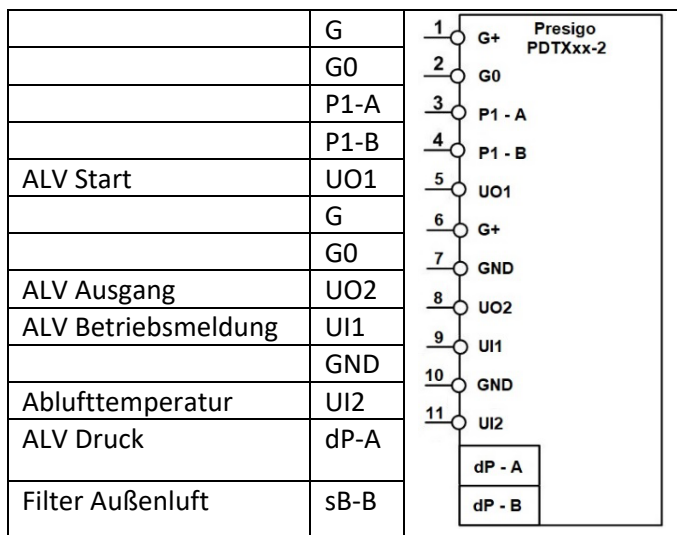 G
G0
P1-A
P1-B
ALV Start UO1
G
G0
ALV Ausgang UO2
ALV Betriebsmeldung UI1
GND
Ablufttemperatur UI2
ALV Druck dP-A
Filter Außenluft sB-B
Presigo
PDTXxx-2
1 G+
2 G0
3 P1 - A
4 P1 - B
5 UO1
6 G+
7 GND
8 UO2
9 UI1
10 GND
11 UI2
dP - A
dP - B